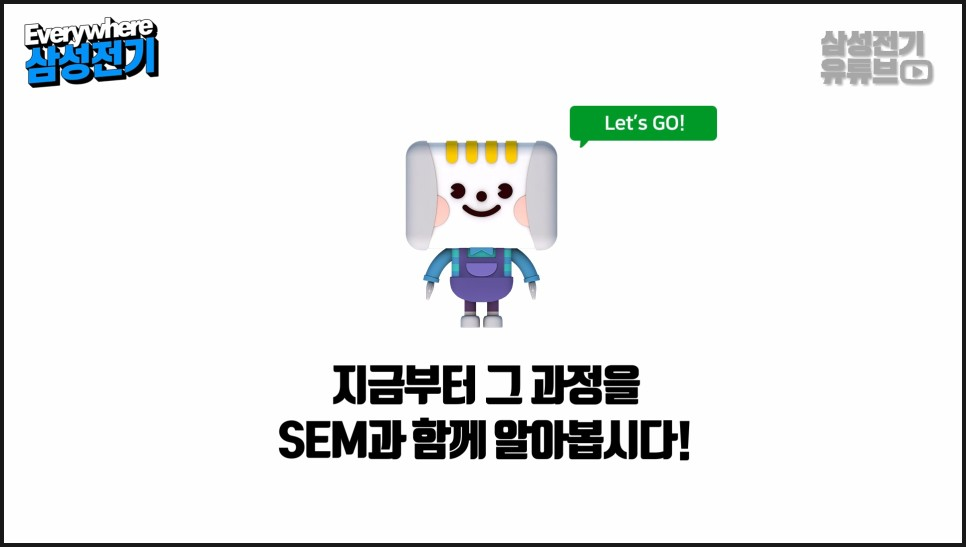 Everywhere
삼성전기
삼성전기
유튜브
Let's GO!
지금부터 그 과정을
SEM과 함께 알아봅시다!